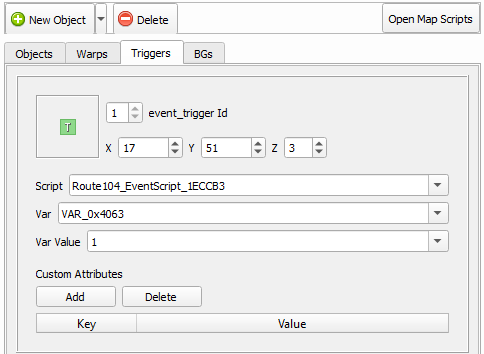 New Object Delete Open Map Scripts
Objects Warps Triggers BGs
T 1 event_trigger Id
X 17 Y 51 Z 3
Script Route104_EventScript_1ECCB3
Var VAR_0x4063
Var Value 1
Custom Attributes
Add Delete
Key Value